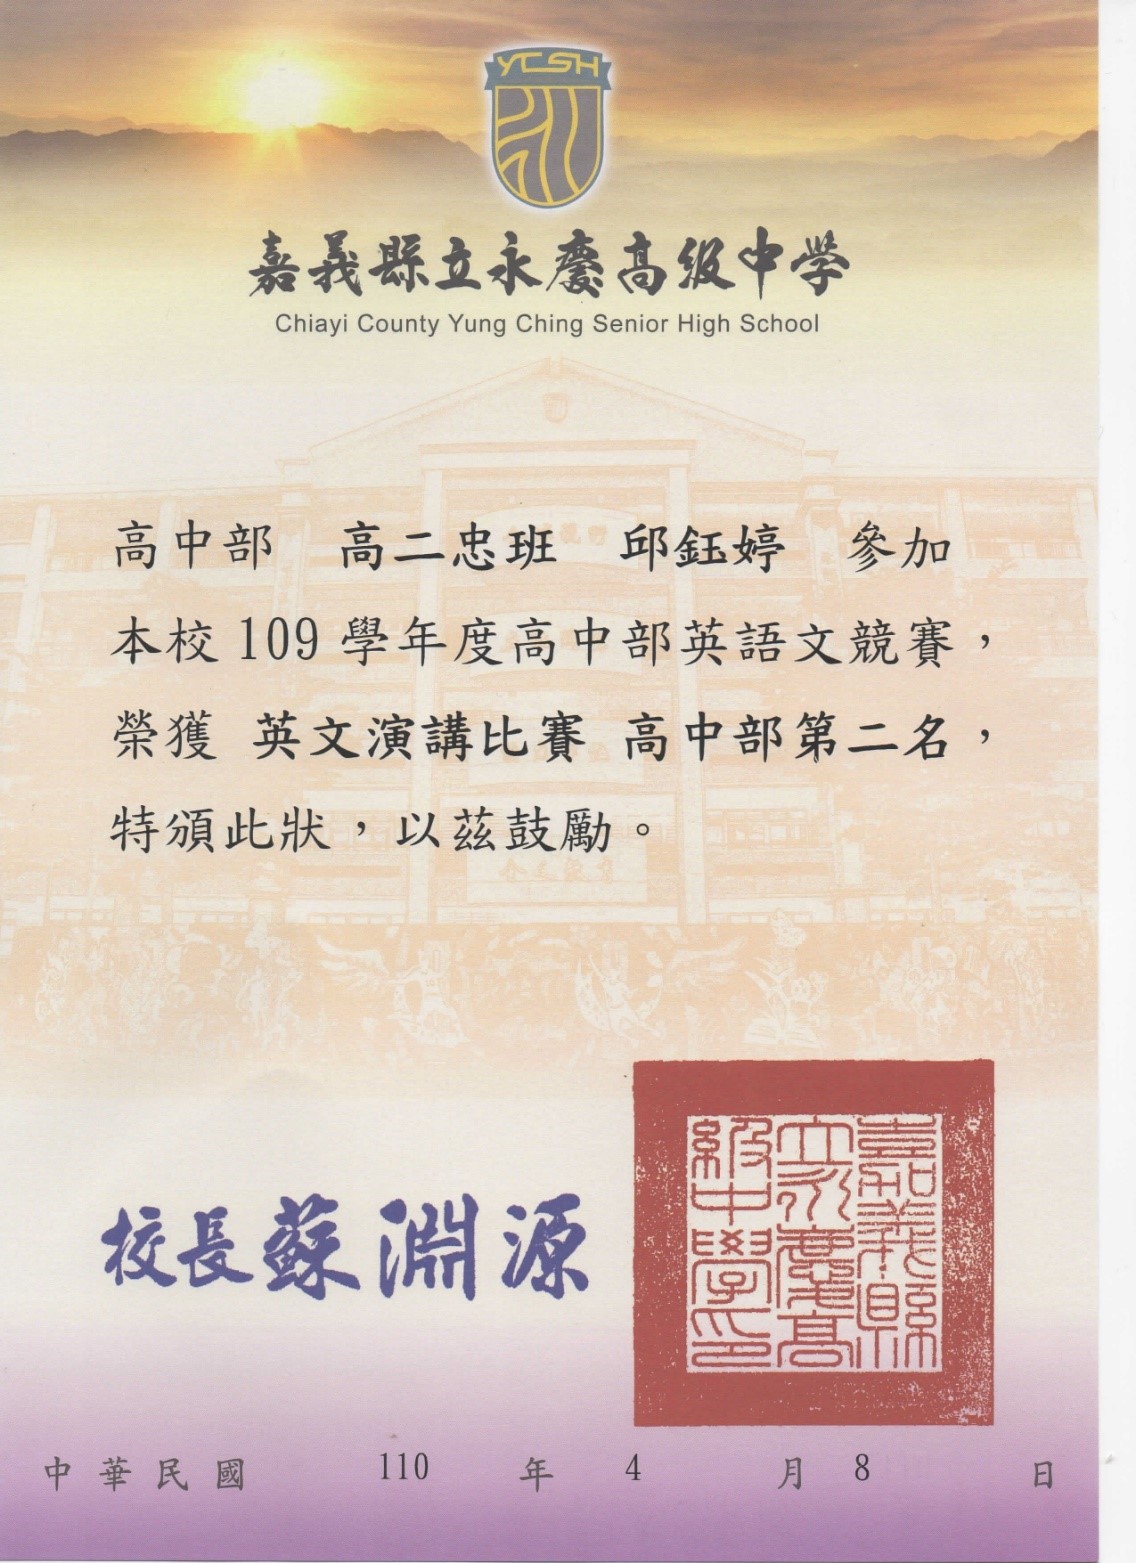 YCSH
嘉義縣立永慶高級中學
Chiayi County Yung Ching Senior High School
高中部 高二忠班 邱鈺婷 參加
本校109學年度高中部英語文競賽，
榮獲 英文演講比賽 高中部第二名，
特頒此狀，以茲鼓勵。
校長蘇淵源
嘉義縣
立永慶高
級中學印
中華民國 110 年 4 月 8 日